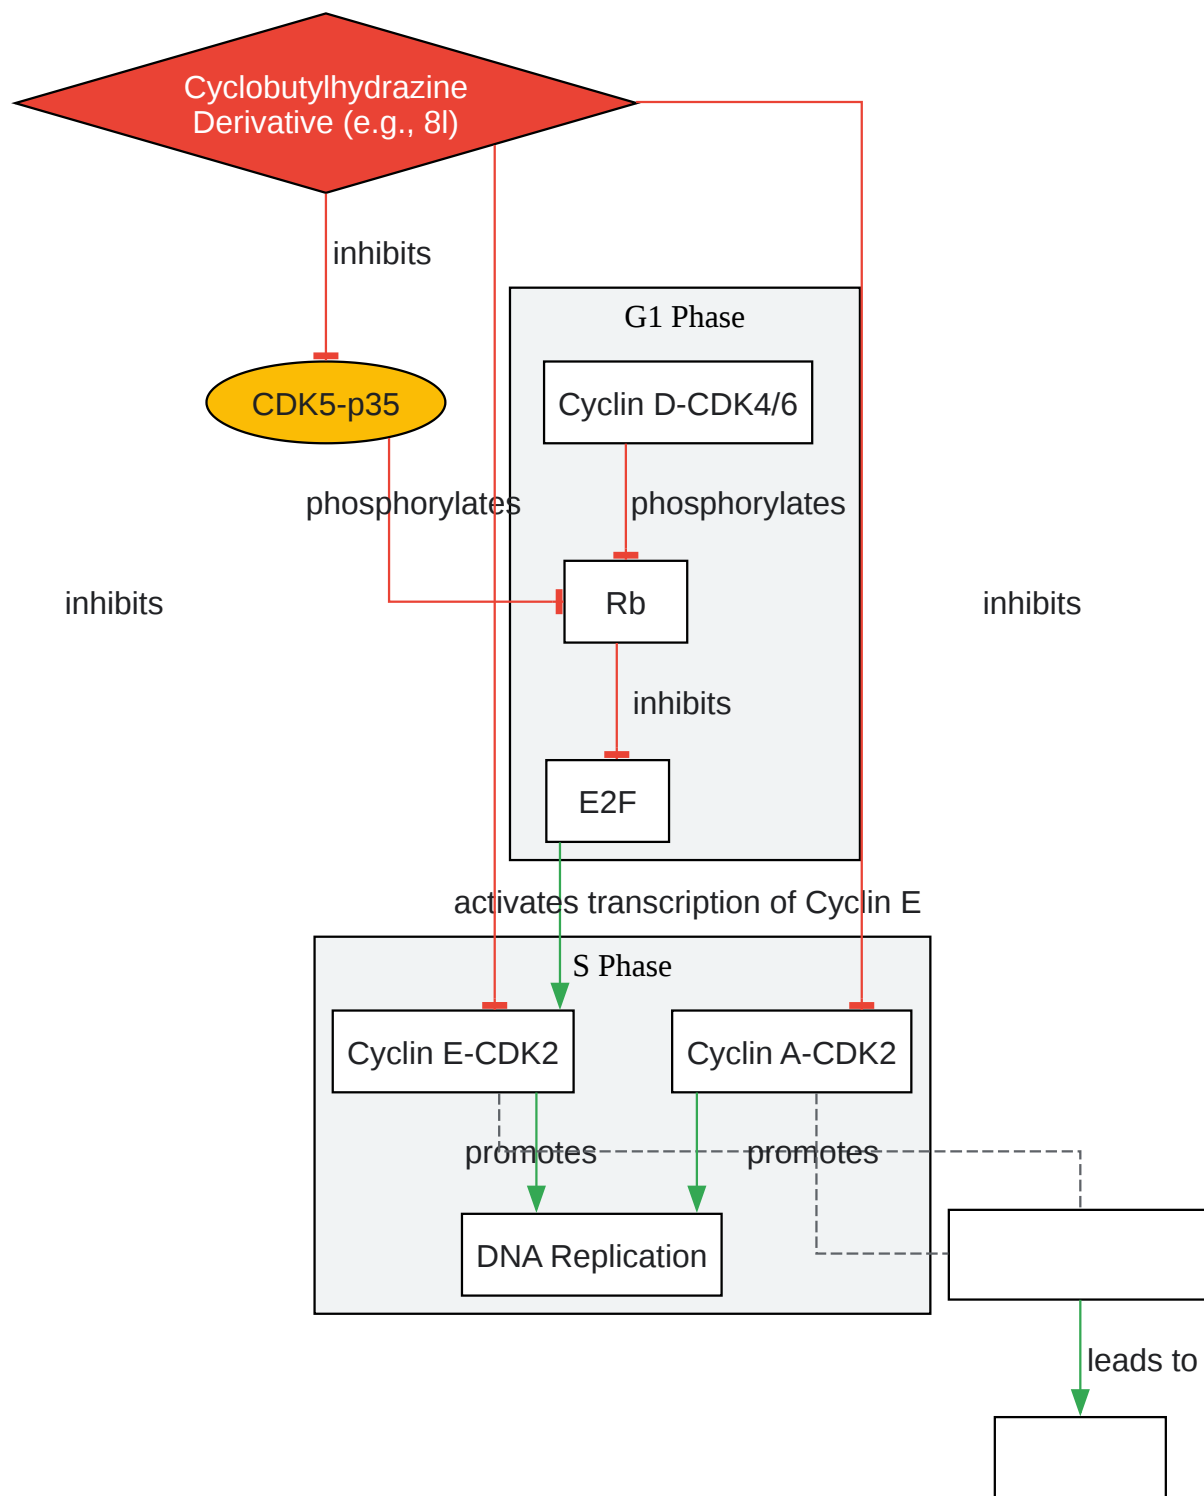 Cyclobutylhydrazine
Derivative (e.g., 8l)
inhibits
G1 Phase
CDK5-p35
Cyclin D-CDK4/6
phosphorylates
phosphorylates
inhibits
Rb
inhibits
inhibits
E2F
activates transcription of Cyclin E
S Phase
Cyclin E-CDK2
Cyclin A-CDK2
promotes
promotes
DNA Replication
leads to